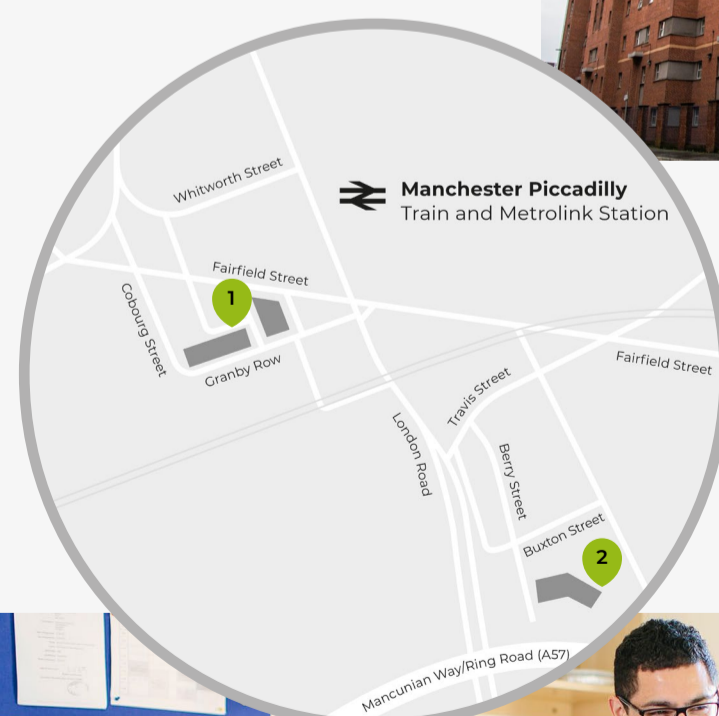 Whitworth Street
Manchester Piccadilly
Train and Metrolink Station
Fairfield Street
1
Cobourg Street
Granby Row
Fairfield Street
Travis Street
London Road
Berry Street
Buxton Street
2
Mancunian Way/Ring Road (A57)